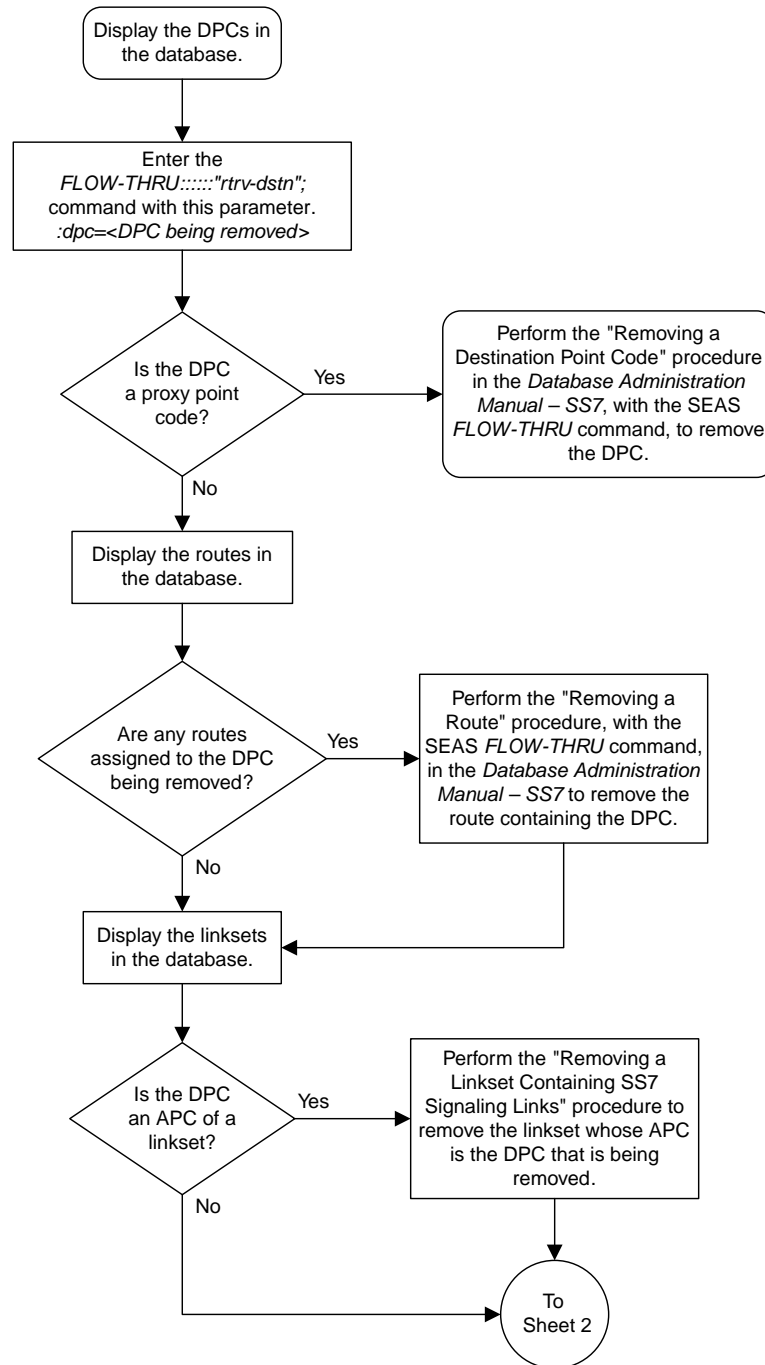 Display the DPCs in
the database.
Enter the
FLOW-THRU::::::"rtrv-dstn";
command with this parameter.
:dpc=<DPC being removed>
Is the DPC
a proxy point
code?
Yes
Perform the "Removing a
Destination Point Code" procedure
in the Database Administration
Manual – SS7, with the SEAS
FLOW-THRU command, to remove
the DPC.
No
Display the routes in
the database.
Are any routes
assigned to the DPC
being removed?
Yes
Perform the "Removing a
Route" procedure, with the
SEAS FLOW-THRU command,
in the Database Administration
Manual – SS7 to remove the
route containing the DPC.
No
Display the linksets
in the database.
Is the DPC
an APC of a
linkset?
Yes
Perform the "Removing a
Linkset Containing SS7
Signaling Links" procedure to
remove the linkset whose APC
is the DPC that is being
removed.
No
To
Sheet 2